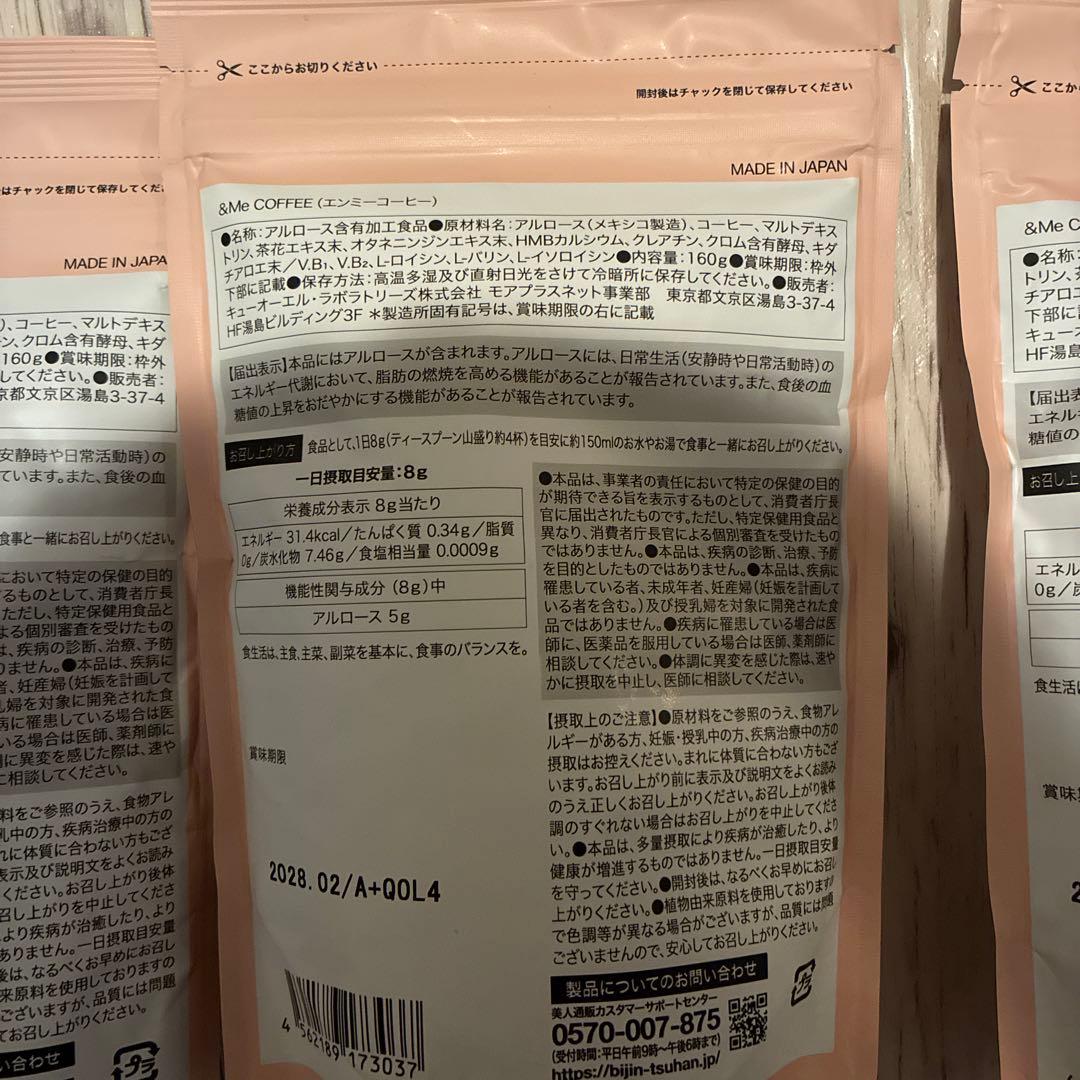 ここからお切りください
開封後はチャックを閉じて保存してください
MADE IN JAPAN
&Me COFFEE（エンミーコーヒー）
●名称：アルロース含有加工食品●原材料名：アルロース（メキシコ製造）、コーヒー、マルトデキス
トリン、茶花エキス末、オタネニンジンエキス末、HMBカルシウム、クレアチン、クロム含有酵母、キダ
チアロエ末／V.B₁、V.B₂、L-ロイシン、L-バリン、L-イソロイシン●内容量：160g●賞味期限：枠外
下部に記載●保存方法：高温多湿及び直射日光をさけて冷暗所に保存してください。●販売者：
キューオーエル・ラボラトリーズ株式会社 モアプラスネット事業部 東京都文京区湯島3-37-4
HF湯島ビルディング3F ＊製造所固有記号は、賞味期限の右に記載
【届出表示】本品にはアルロースが含まれます。アルロースには、日常生活（安静時や日常活動時）の
エネルギー代謝において、脂肪の燃焼を高める機能があることが報告されています。また、食後の血
糖値の上昇をおだやかにする機能があることが報告されています。
お召し上がり方 食品として、1日8g（ティースプーン山盛り約4杯）を目安に約150mlのお水やお湯で食事と一緒にお召し上がりください。
一日摂取目安量：8g
栄養成分表示 8g当たり
エネルギー 31.4kcal／たんぱく質 0.34g／脂質
0g／炭水化物 7.46g／食塩相当量 0.0009g
機能性関与成分（8g）中
アルロース 5g
食生活は、主食、主菜、副菜を基本に、食事のバランスを。
●本品は、事業者の責任において特定の保健の目的
が期待できる旨を表示するものとして、消費者庁長
官に届出されたものです。ただし、特定保健用食品と
異なり、消費者庁長官による個別審査を受けたもの
ではありません。●本品は、疾病の診断、治療、予防
を目的としたものではありません。●本品は、疾病に
罹患している者、未成年者、妊産婦（妊娠を計画して
いる者を含む。）及び授乳婦を対象に開発された食
品ではありません。●疾病に罹患している場合は医
師に、医薬品を服用している場合は医師、薬剤師に
相談してください。●体調に異変を感じた際は、速や
かに摂取を中止し、医師に相談してください。
【摂取上のご注意】●原材料をご参照のうえ、食物ア
レルギーがある方、妊娠・授乳中の方、疾病治療中の方の
摂取はお控えください。まれに体質に合わない方もござ
います。お召し上がり前に表示及び説明文をよくお読み
のうえ正しくお召し上がりください。お召し上がり後体
調のすぐれない場合はお召し上がりを中止してくださ
い。●本品は、多量摂取により疾病が治癒したり、より
健康が増進するものではありません。一日摂取目安量
を守ってください。●開封後は、なるべくお早めにお召し
上がりください。●植物由来原料を使用しておりますの
で色調等が異なる場合がございますが、品質には問題
ございませんので、安心してお召し上がりください。
賞味期限
2028.02/A+QOL4
4 562189 173037
製品についてのお問い合わせ
美人通販カスタマーサポートセンター
0570-007-875
（受付時間：平日午前9時〜午後6時まで）
https://bijin-tsuhan.jp/
プラ